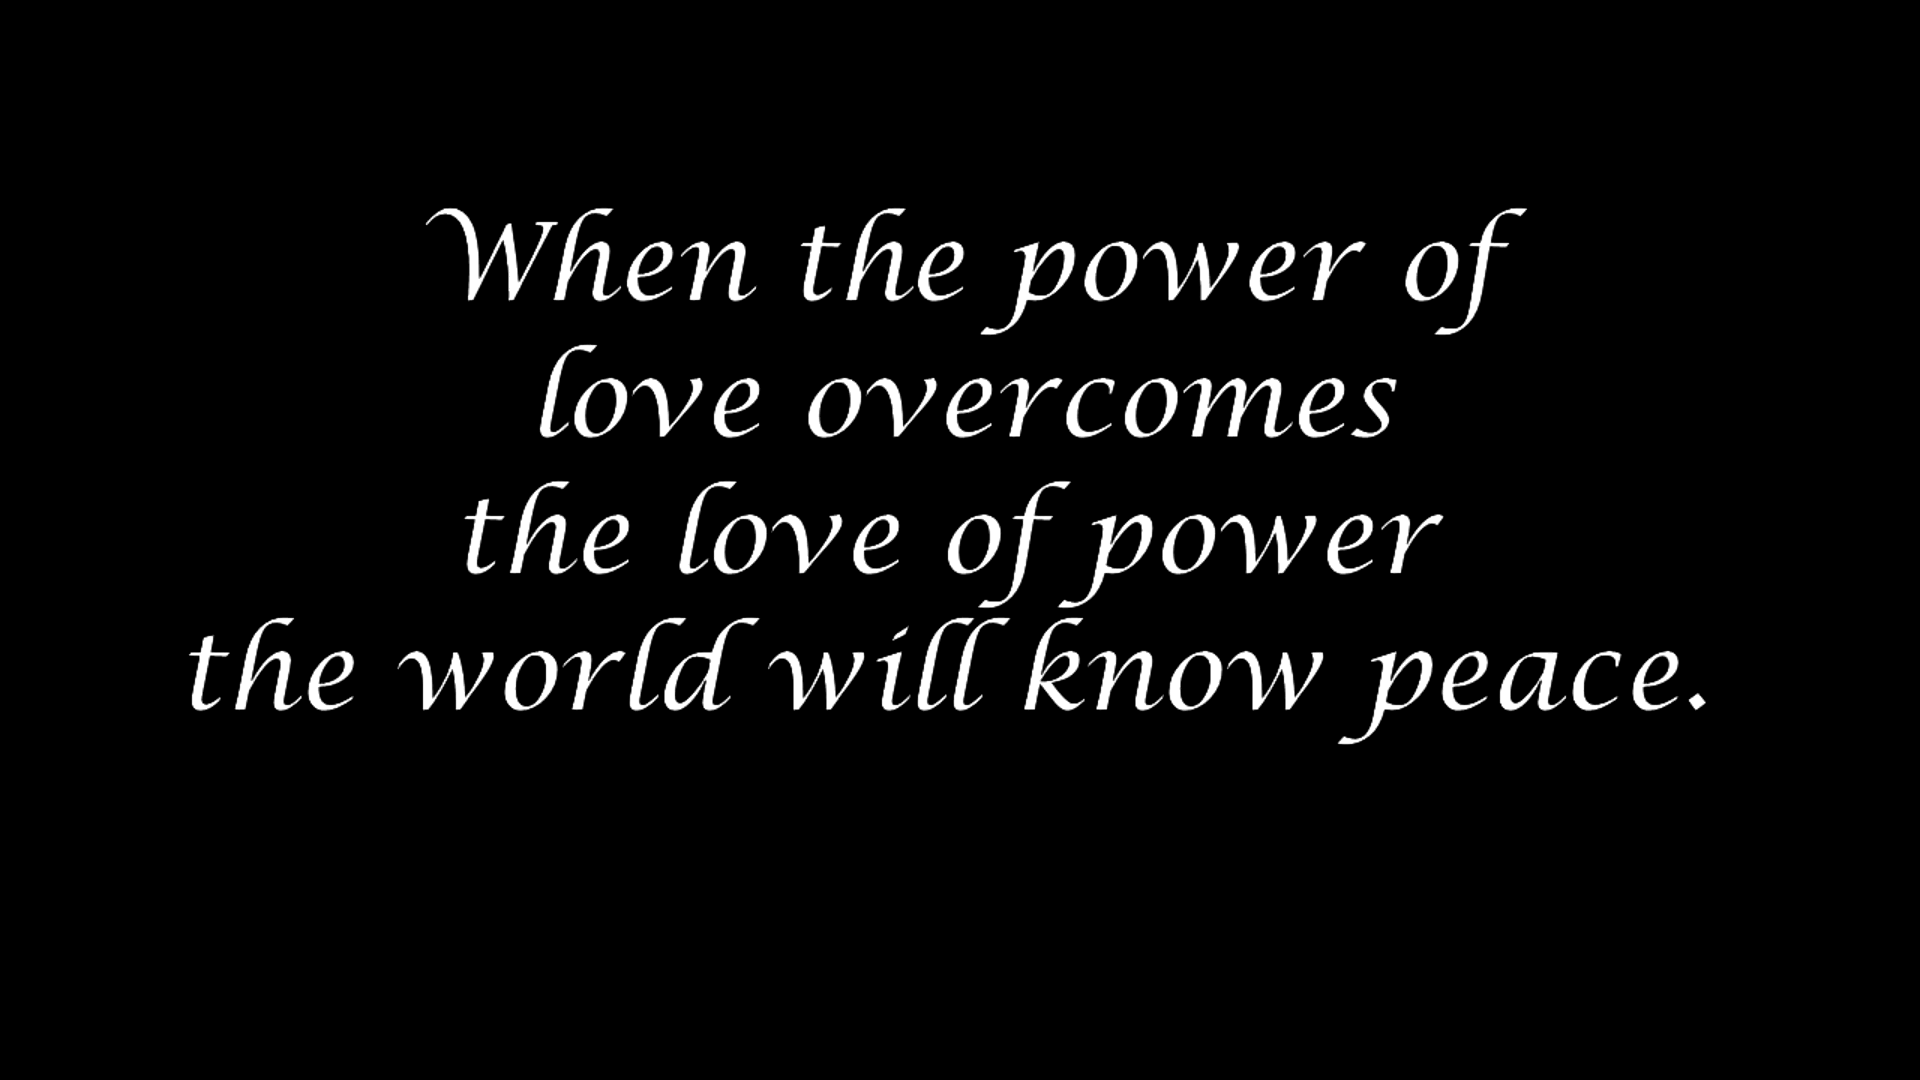 When the power of
love overcomes
the love of power
the world will know peace.